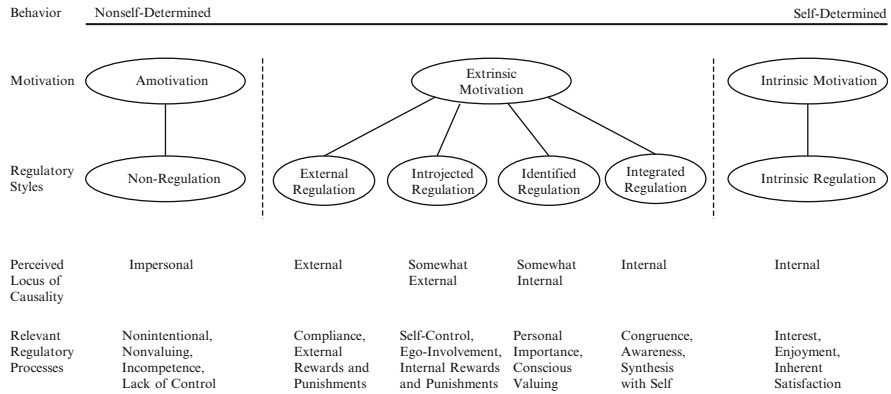 Behavior Nonself-Determined Self-Determined
Motivation Amotivation Extrinsic Motivation Intrinsic Motivation
Regulatory Styles Non-Regulation External Regulation Introjected Regulation Identified Regulation Integrated Regulation Intrinsic Regulation
Perceived Impersonal External Somewhat Somewhat Internal Internal
Locus of External Internal
Causality
Relevant Nonintentional, Compliance, Self-Control, Personal Congruence, Interest,
Regulatory Nonvaluing, External Ego-Involvement, Importance, Awareness, Enjoyment,
Processes Incompetence, Rewards and Internal Rewards Conscious Synthesis Inherent
Lack of Control Punishments and Punishments Valuing with Self Satisfaction